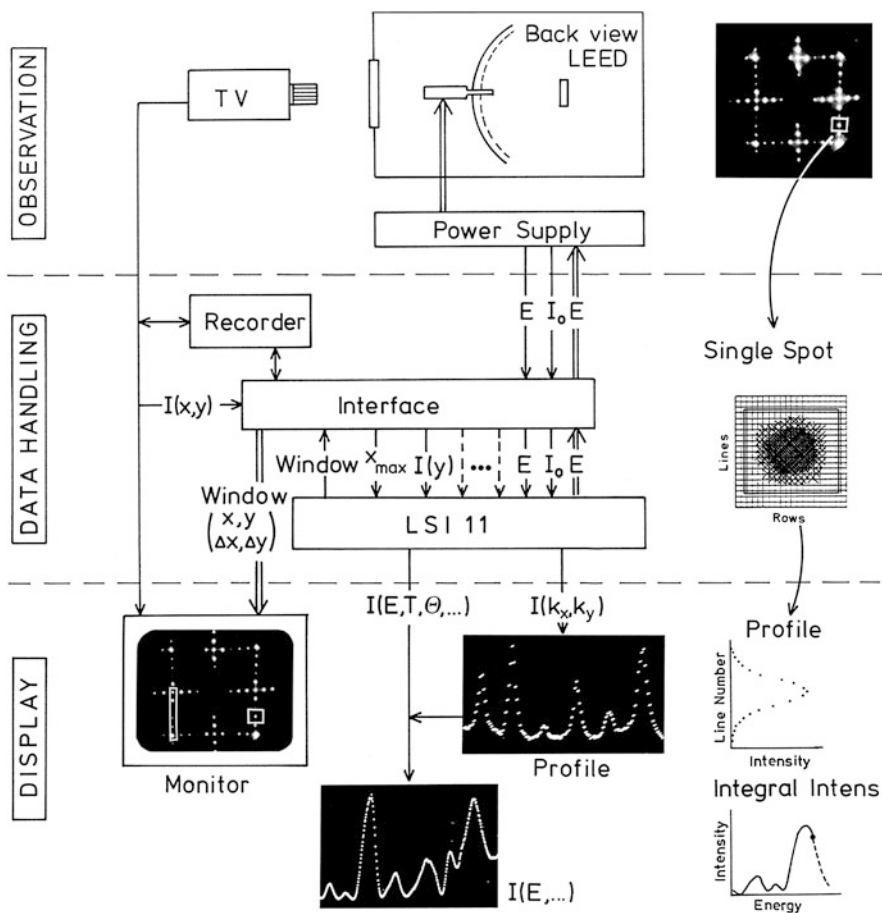 OBSERVATION
TV
Back view
LEED
Power Supply
E
I₀
E
DATA HANDLING
Recorder
I(x,y)
Interface
Window
x_max
I(y)
...
E
I₀
E
Window
(x,y
Δx,Δy)
LSI 11
Single Spot
Lines
Rows
DISPLAY
I(E,T,Θ,...)
I(kₓ,k_y)
Monitor
Profile
I(E,...)
Profile
Line Number
Intensity
Integral Intens
Intensity
Energy